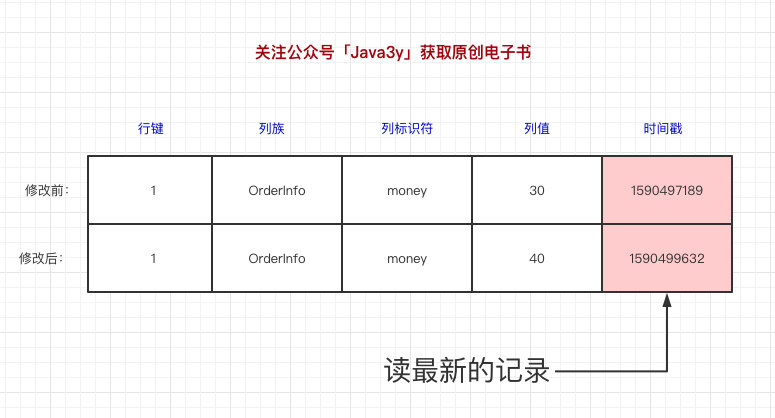 关注公众号「Java3y」获取原创电子书
行键 列族 列标识符 列值 时间戳
修改前： 1 OrderInfo money 30 1590497189
修改后： 1 OrderInfo money 40 1590499632
读最新的记录